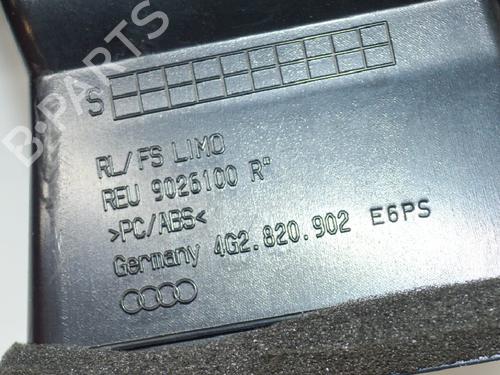 B-PARTS
S
RL/FS LIMO
REU 9026100 R"
>PC/ABS<
Germany 4G2.820.902 E6PS